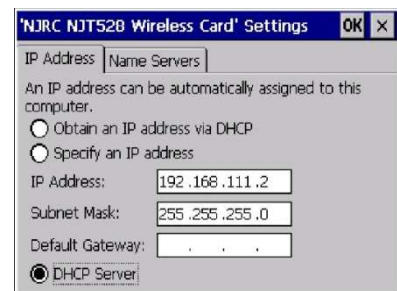 'NJRC NJT528 Wireless Card' Settings OK ×
IP Address Name Servers
An IP address can be automatically assigned to this
computer.
Obtain an IP address via DHCP
Specify an IP address
IP Address: 192.168.111.2
Subnet Mask: 255.255.255.0
Default Gateway: . . .
DHCP Server